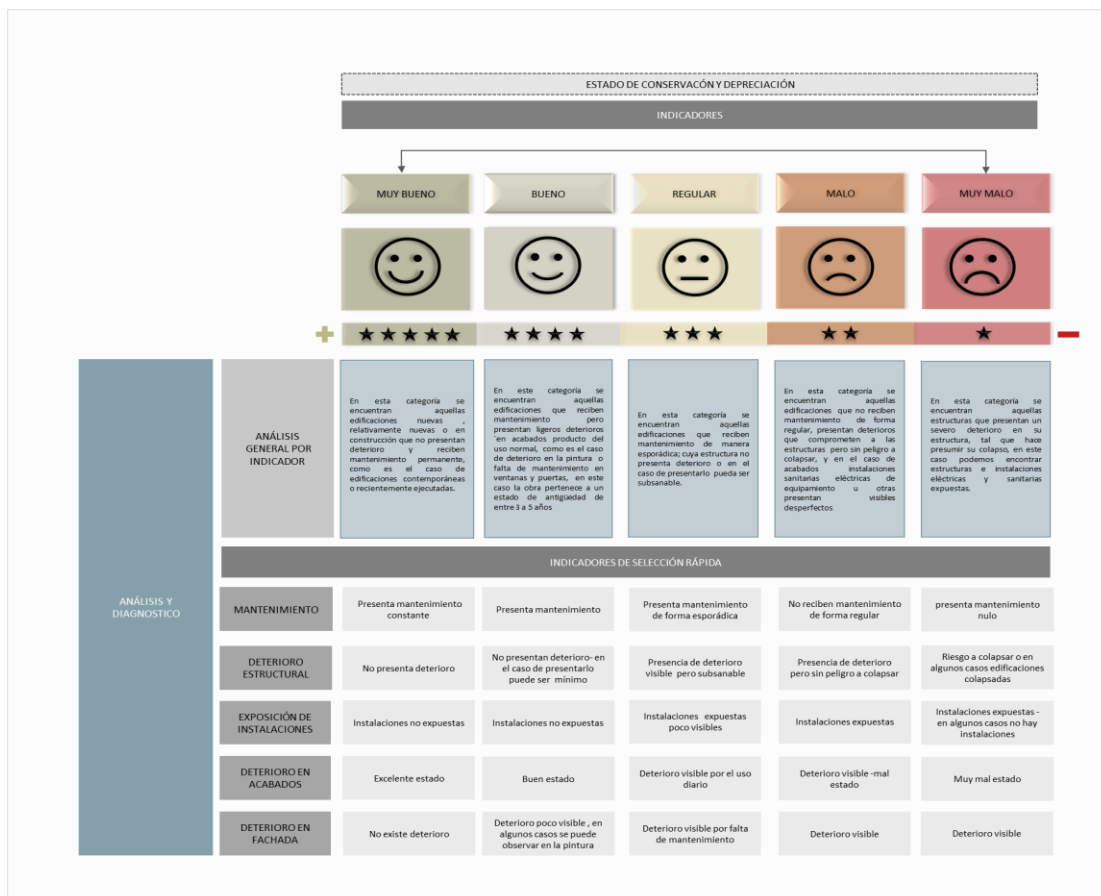 ESTADO DE CONSERVACÓN Y DEPRECIACIÓN
INDICADORES
MUY BUENO
BUENO
REGULAR
MALO
MUY MALO
ANÁLISIS Y
DIAGNOSTICO
ANÁLISIS
GENERAL POR
INDICADOR
En esta categoría se
encuentran aquellas
edificaciones nuevas ,
relativamente nuevas o en
construcción que no presentan
deterioro y reciben
mantenimiento permanente,
como es el caso de
edificaciones contemporáneas
o recientemente ejecutadas.
En este categoría se
encuentran aquellas
edificaciones que reciben
mantenimiento pero
presentan ligeros deterioros
´en acabados producto del
uso normal, como es el caso
de deterioro en la pintura o
falta de mantenimiento en
ventanas y puertas, en este
caso la obra pertenece a un
estado de antigüedad de
entre 3 a 5 años
En esta categoría se
encuentran aquellas
edificaciones que reciben
mantenimiento de manera
esporádica; cuya estructura no
presenta deterioro o en el
caso de presentarlo pueda ser
subsanable.
En esta categoría se
encuentran aquellas
edificaciones que no reciben
mantenimiento de forma
regular, presentan deterioros
que comprometen a las
estructuras pero sin peligro a
colapsar, y en el caso de
acabados instalaciones
sanitarias eléctricas de
equipamiento u otras
presentan visibles
desperfectos
En esta categoría se
encuentran aquellas
estructuras que presentan un
severo deterioro en su
estructura, tal que hace
presumir su colapso, en este
caso podemos encontrar
estructuras e instalaciones
eléctricas y sanitarias
expuestas.
INDICADORES DE SELECCIÓN RÁPIDA
MANTENIMIENTO
Presenta mantenimiento
constante
Presenta mantenimiento
Presenta mantenimiento
de forma esporádica
No reciben mantenimiento
de forma regular
presenta mantenimiento
nulo
DETERIORO
ESTRUCTURAL
No presenta deterioro
No presentan deterioro- en
el caso de presentarlo
puede ser mínimo
Presencia de deterioro
visible pero subsanable
Presencia de deterioro
pero sin peligro a colapsar
Riesgo a colapsar o en
algunos casos edificaciones
colapsadas
EXPOSICIÓN DE
INSTALACIONES
Instalaciones no expuestas
Instalaciones no expuestas
Instalaciones expuestas
poco visibles
Instalaciones expuestas
Instalaciones expuestas -
en algunos casos no hay
instalaciones
DETERIORO EN
ACABADOS
Excelente estado
Buen estado
Deterioro visible por el uso
diario
Deterioro visible -mal
estado
Muy mal estado
DETERIORO EN
FACHADA
No existe deterioro
Deterioro poco visible , en
algunos casos se puede
observar en la pintura
Deterioro visible por falta
de mantenimiento
Deterioro visible
Deterioro visible